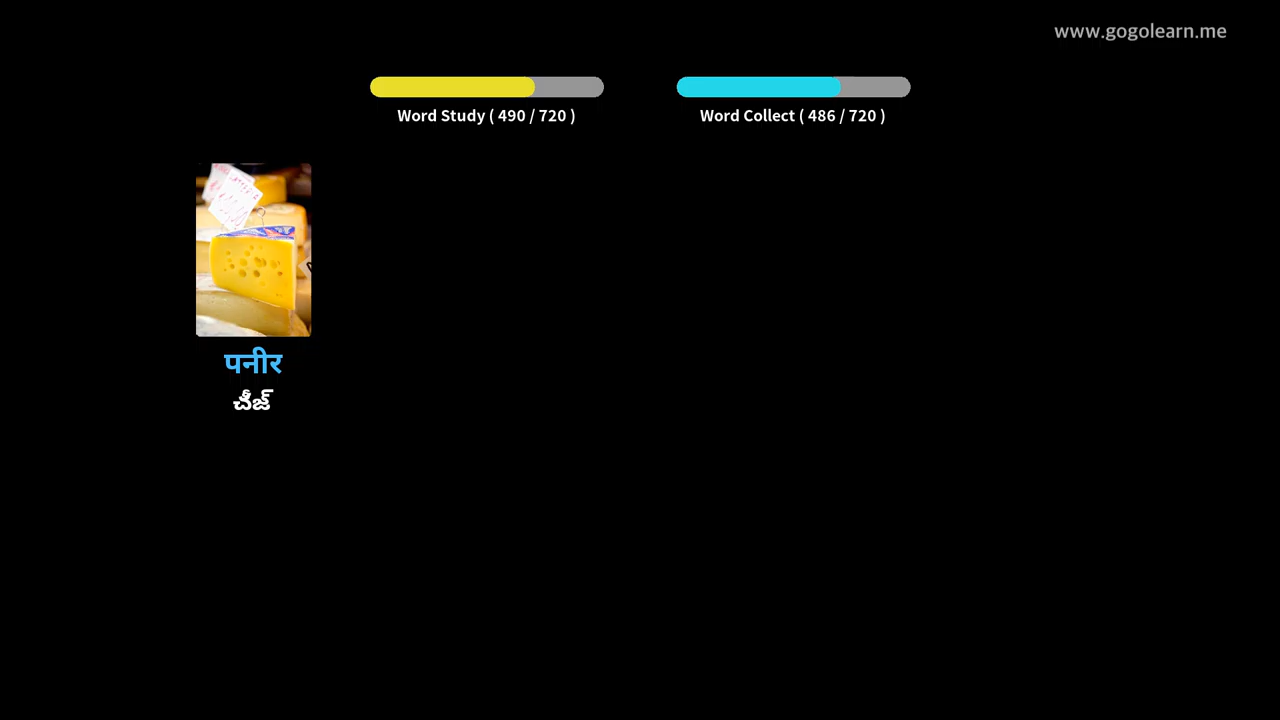 www.gogolearn.me
Word Study ( 490 / 720 )
Word Collect ( 486 / 720 )
पनीर
చీజ్